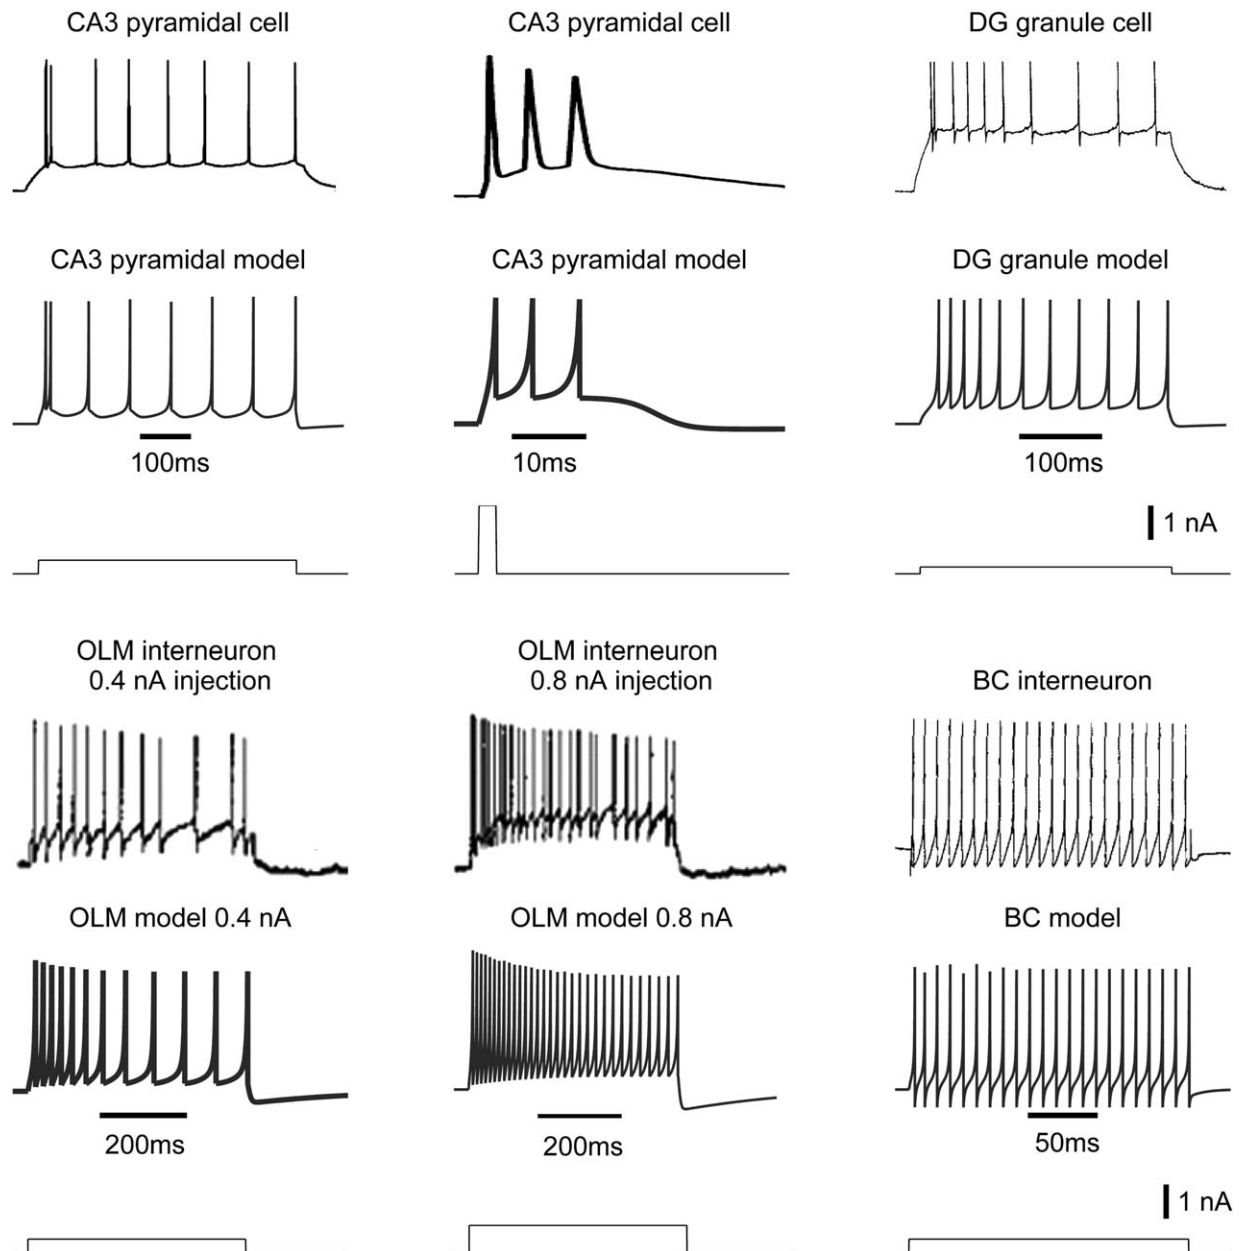 CA3 pyramidal cell
CA3 pyramidal cell
DG granule cell
CA3 pyramidal model
CA3 pyramidal model
DG granule model
100ms
10ms
100ms
1 nA
OLM interneuron
0.4 nA injection
OLM interneuron
0.8 nA injection
BC interneuron
OLM model 0.4 nA
OLM model 0.8 nA
BC model
200ms
200ms
50ms
1 nA